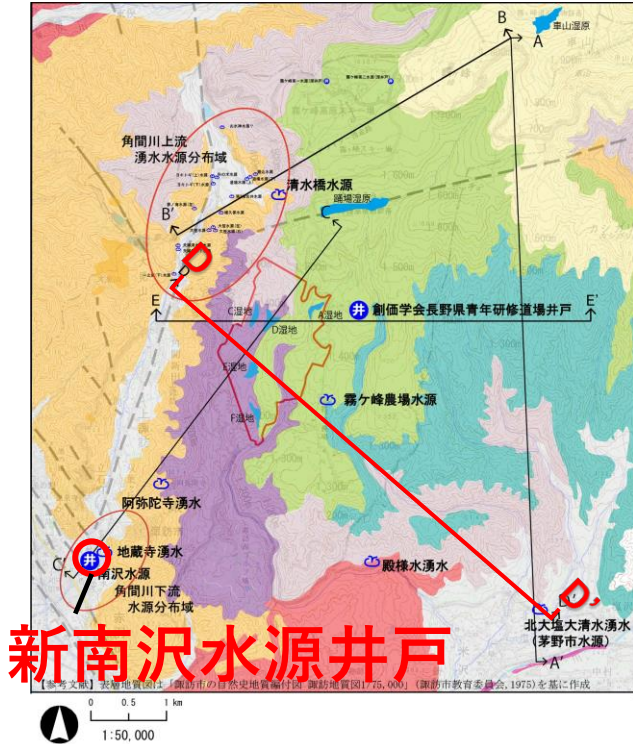 B
車山湿原
A
角間川上流
湧水水源分布域
清水橋水源
踊場湿原
C
B'
D
D
E
E'
C湿地
A湿地
D湿地
井 創価学会長野県青年研修道場井戸
E湿地
霧ケ峰農場水源
F湿地
阿弥陀寺湧水
地蔵寺湧水
井
南沢水源
C'
角間川下流
水源分布域
殿様水湧水
D'
D'
北大塩大清水湧水
(茅野市水源)
A'
新南沢水源井戸
【参考文献】表層地質図は「諏訪市の自然史地質編付図 諏訪地質図1775,000」(諏訪市教育委員会,1975)を基に作成
0 0.5 1 km
1:50,000